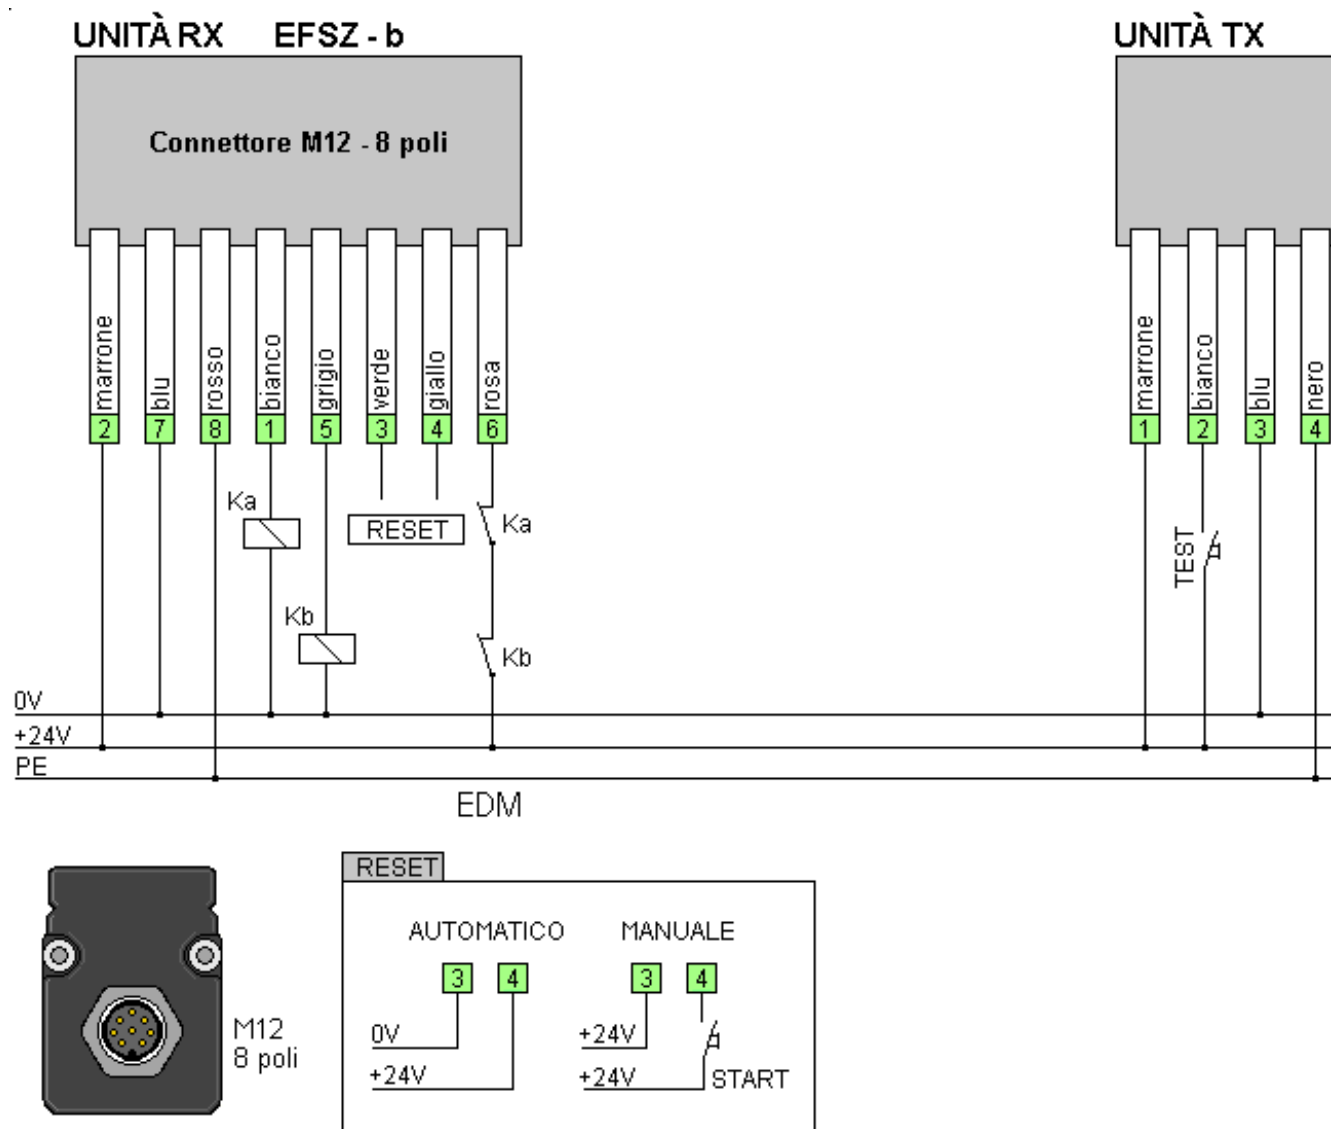 UNITÀ RX EFSZ - b
UNITÀ TX
Connettore M12 - 8 poli
marrone blu rosso bianco grigio verde giallo rosa
marrone bianco blu nero
2 7 8 1 5 3 4 6
1 2 3 4
Ka
RESET
Ka
TEST
Kb
Kb
0V
+24V
PE
EDM
RESET
AUTOMATICO MANUALE
3 4 3 4
M12
8 poli
0V +24V
+24V +24V START